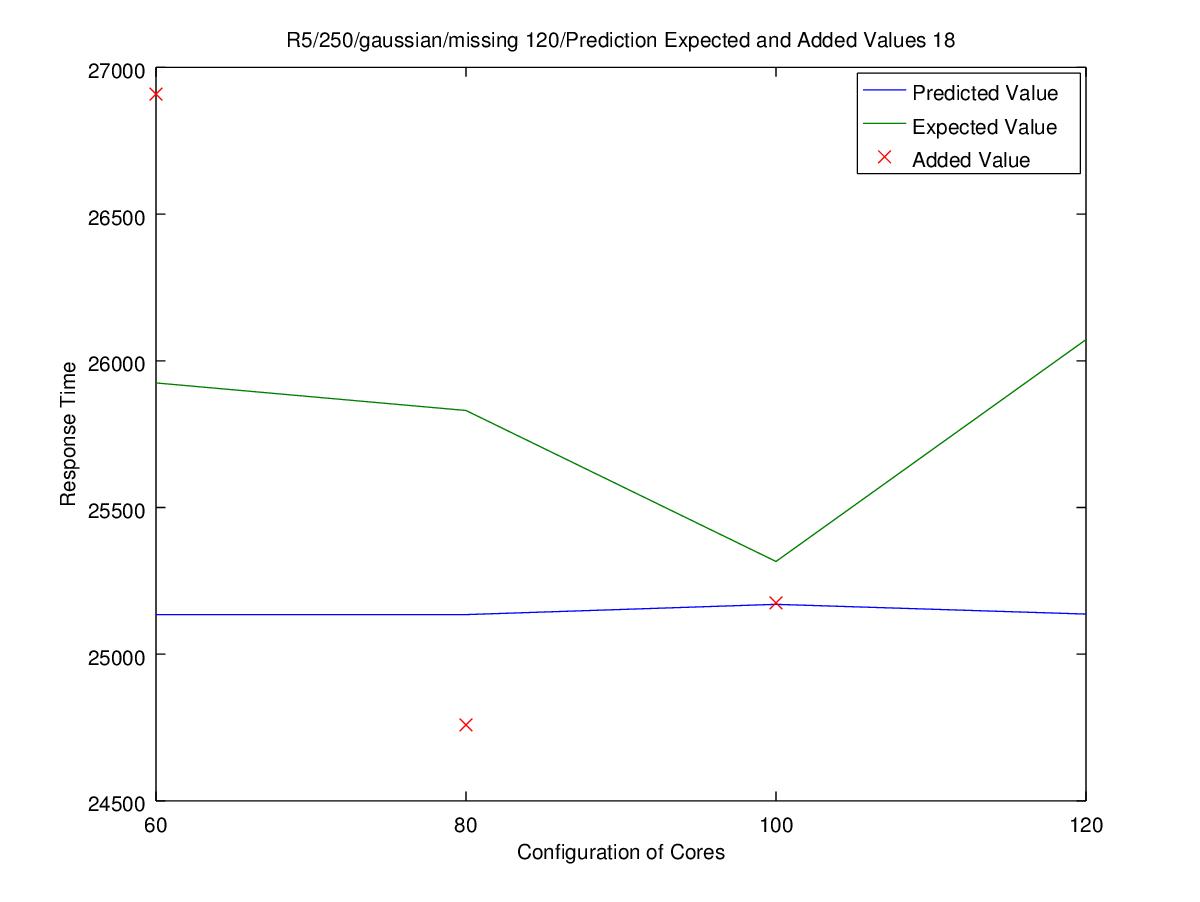 R5/250/gaussian/missing 120/Prediction Expected and Added Values 18
27000
26500
26000
25500
25000
24500
Response Time
Predicted Value
Expected Value
Added Value
60 80 100 120
Configuration of Cores